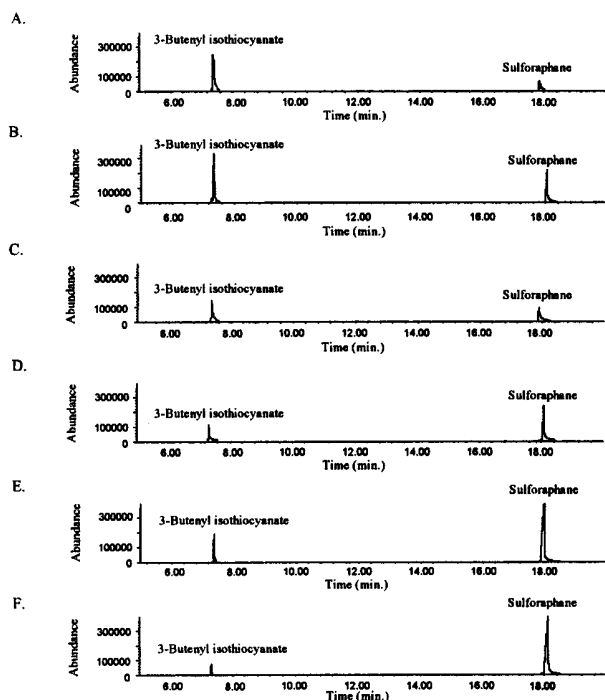 A.
3-Butenyl isothiocyanate
Sulforaphane
Abundance
300000
100000
0
6.00 8.00 10.00 12.00 14.00 16.00 18.00
Time (min.)
B.
3-Butenyl isothiocyanate
Sulforaphane
Abundance
300000
100000
0
6.00 8.00 10.00 12.00 14.00 16.00 18.00
Time (min.)
C.
3-Butenyl isothiocyanate
Sulforaphane
Abundance
300000
100000
0
6.00 8.00 10.00 12.00 14.00 16.00 18.00
Time (min.)
D.
3-Butenyl isothiocyanate
Sulforaphane
Abundance
300000
100000
0
6.00 8.00 10.00 12.00 14.00 16.00 18.00
Time (min.)
E.
Sulforaphane
3-Butenyl isothiocyanate
Abundance
300000
100000
0
6.00 8.00 10.00 12.00 14.00 16.00 18.00
Time (min.)
F.
Sulforaphane
3-Butenyl isothiocyanate
Abundance
300000
100000
0
6.00 8.00 10.00 12.00 14.00 16.00 18.00
Time (min.)